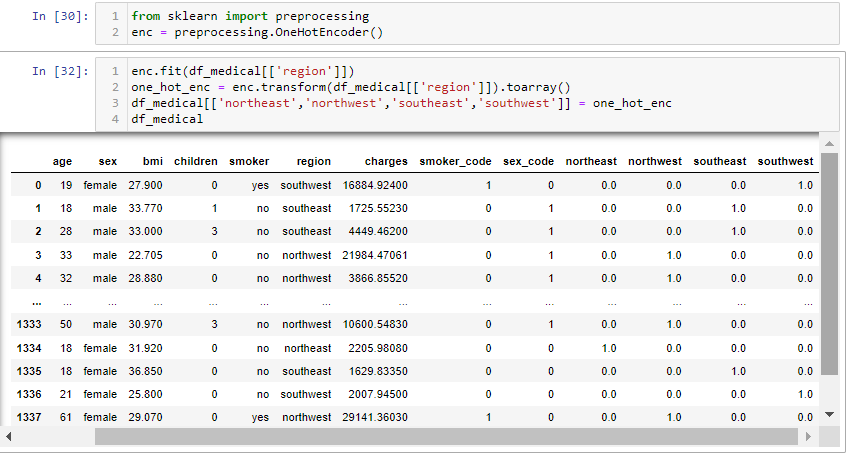 In [30]:
1 from sklearn import preprocessing
2 enc = preprocessing.OneHotEncoder()
In [32]:
1 enc.fit(df_medical[['region']])
2 one_hot_enc = enc.transform(df_medical[['region']]).toarray()
3 df_medical[['northeast','northwest','southeast','southwest']] = one_hot_enc
4 df_medical
age sex bmi children smoker region charges smoker_code sex_code northeast northwest southeast southwest
0 19 female 27.900 0 yes southwest 16884.92400 1 0 0.0 0.0 0.0 1.0
1 18 male 33.770 1 no southeast 1725.55230 0 1 0.0 0.0 1.0 0.0
2 28 male 33.000 3 no southeast 4449.46200 0 1 0.0 0.0 1.0 0.0
3 33 male 22.705 0 no northwest 21984.47061 0 1 0.0 1.0 0.0 0.0
4 32 male 28.880 0 no northwest 3866.85520 0 1 0.0 1.0 0.0 0.0
... ... ... ... ... ... ... ... ... ... ... ... ... ...
1333 50 male 30.970 3 no northwest 10600.54830 0 1 0.0 1.0 0.0 0.0
1334 18 female 31.920 0 no northeast 2205.98080 0 0 1.0 0.0 0.0 0.0
1335 18 female 36.850 0 no southeast 1629.83350 0 0 0.0 0.0 1.0 0.0
1336 21 female 25.800 0 no southwest 2007.94500 0 0 0.0 0.0 0.0 1.0
1337 61 female 29.070 0 yes northwest 29141.36030 1 0 0.0 1.0 0.0 0.0